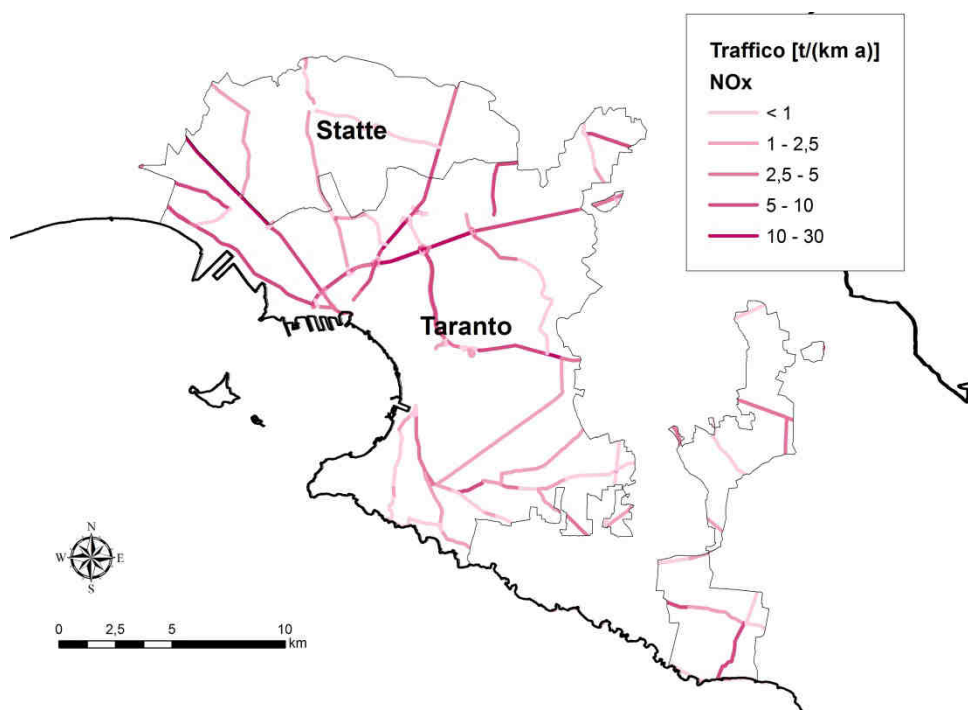 Traffico [t/(km a)]
NOx
< 1
1 - 2,5
2,5 - 5
5 - 10
10 - 30
Statte
Taranto
N
W E
S
0 2,5 5 10
km